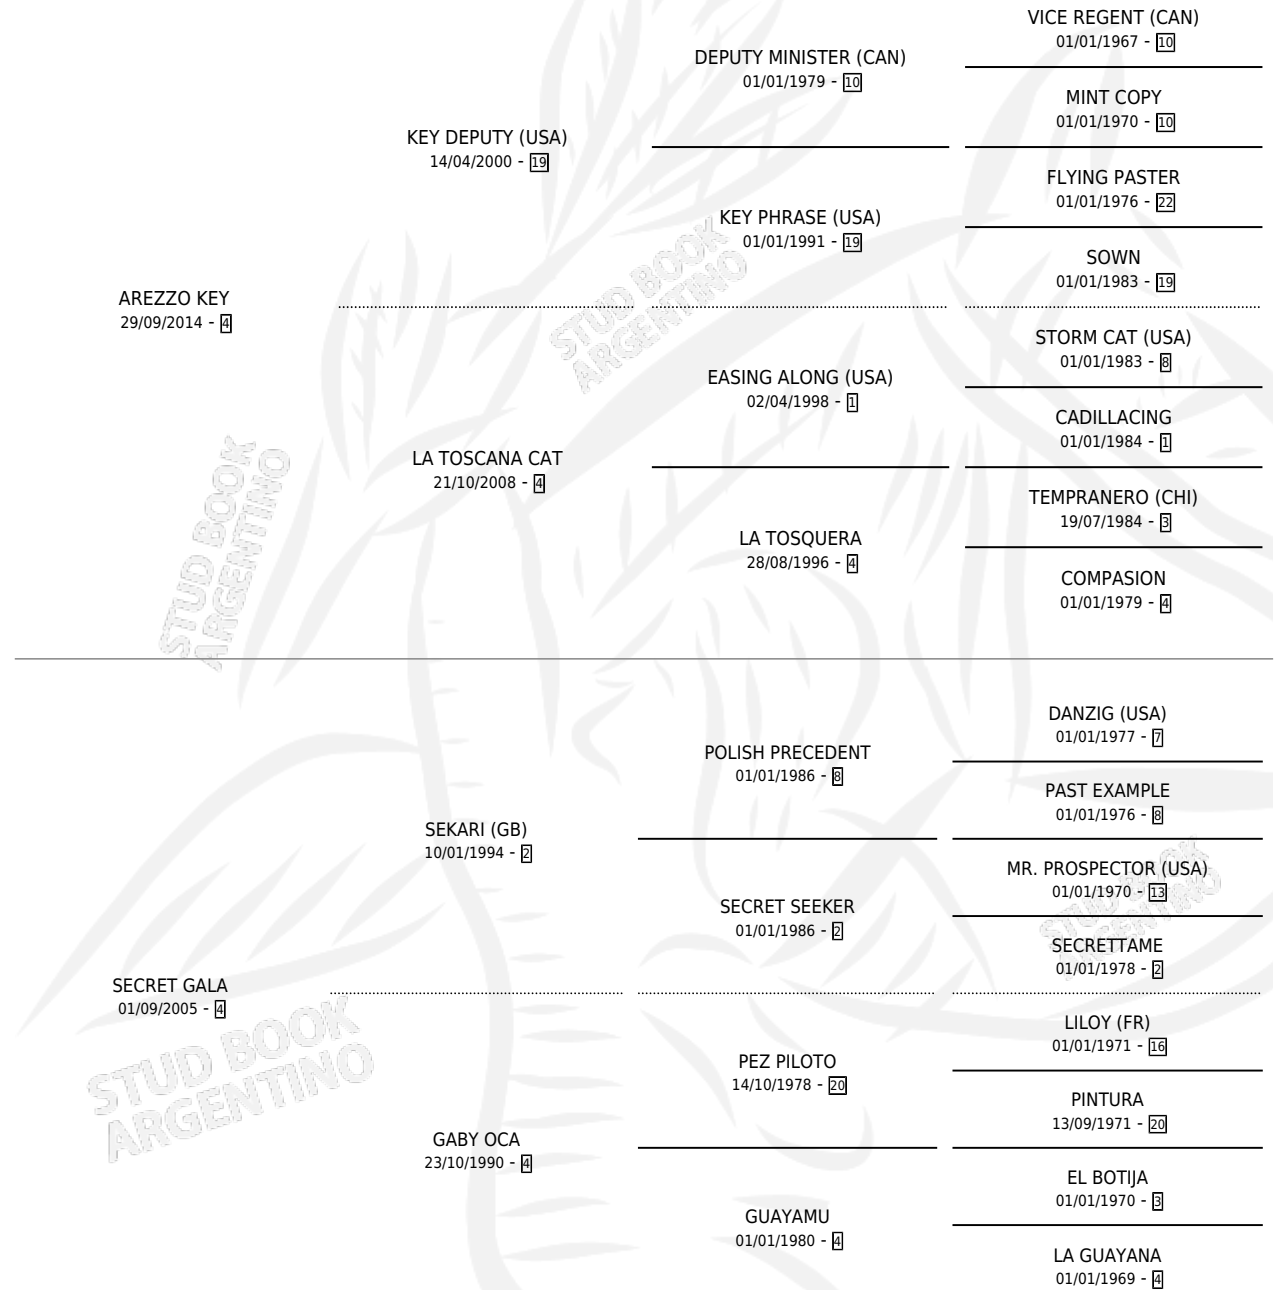 VICE REGENT (CAN)
01/01/1967 - 10
DEPUTY MINISTER (CAN)
01/01/1979 - 10
MINT COPY
01/01/1970 - 10
KEY DEPUTY (USA)
14/04/2000 - 19
FLYING PASTER
01/01/1976 - 22
KEY PHRASE (USA)
01/01/1991 - 19
SOWN
01/01/1983 - 19
AREZZO KEY
29/09/2014 - 4
STUD BOOK
ARGENTINO
STORM CAT (USA)
01/01/1983 - 8
EASING ALONG (USA)
02/04/1998 - 1
CADILLACING
01/01/1984 - 1
LA TOSCANA CAT
21/10/2008 - 4
TEMPRANERO (CHI)
19/07/1984 - 3
LA TOSQUERA
28/08/1996 - 4
COMPASION
01/01/1979 - 4
STUD BOOK
ARGENTINO
DANZIG (USA)
01/01/1977 - 7
POLISH PRECEDENT
01/01/1986 - 8
PAST EXAMPLE
01/01/1976 - 8
SEKARI (GB)
10/01/1994 - 2
MR. PROSPECTOR (USA)
01/01/1970 - 13
SECRET SEEKER
01/01/1986 - 2
SECRETTAME
01/01/1978 - 2
STUD BOOK
ARGENTINO
SECRET GALA
01/09/2005 - 4
LILOY (FR)
01/01/1971 - 16
PEZ PILOTO
14/10/1978 - 20
PINTURA
13/09/1971 - 20
STUD BOOK
ARGENTINO
GABY OCA
23/10/1990 - 4
EL BOTIJA
01/01/1970 - 3
GUAYAMU
01/01/1980 - 4
LA GUAYANA
01/01/1969 - 4